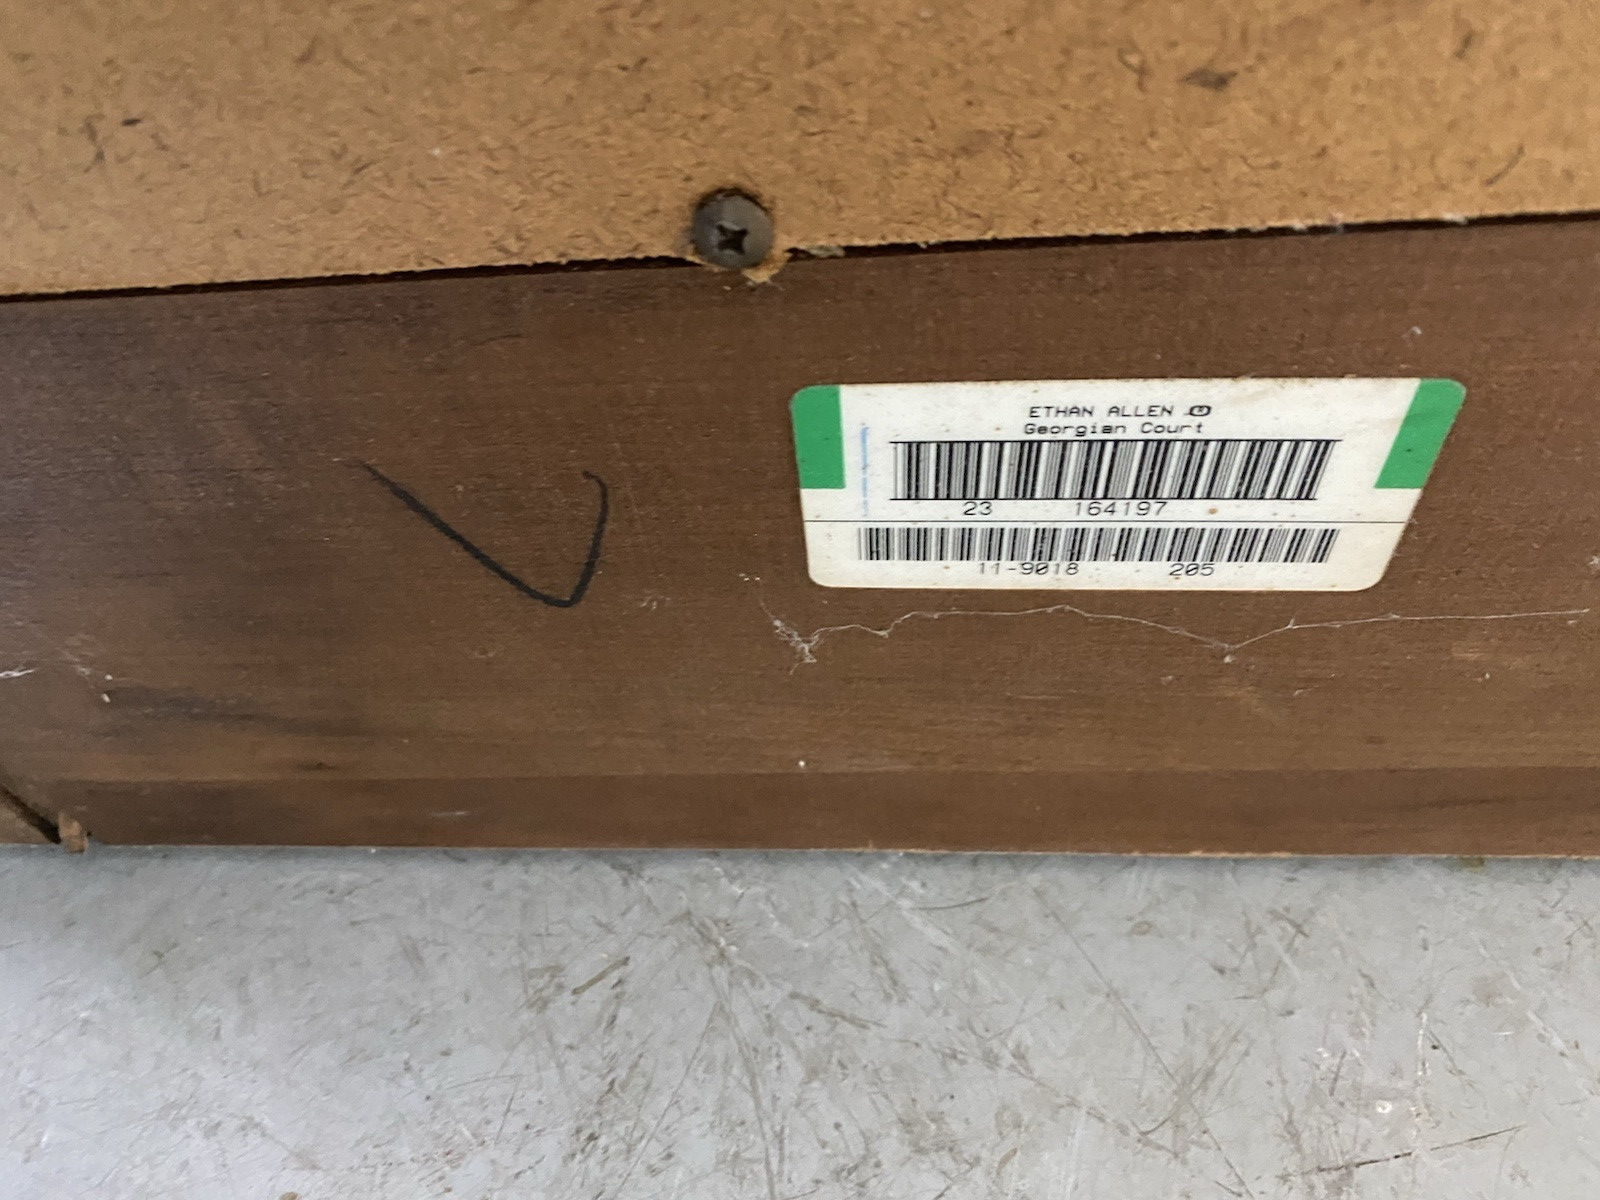 ETHAN ALLEN ®
Georgian Court
23 164197
11-9018 205